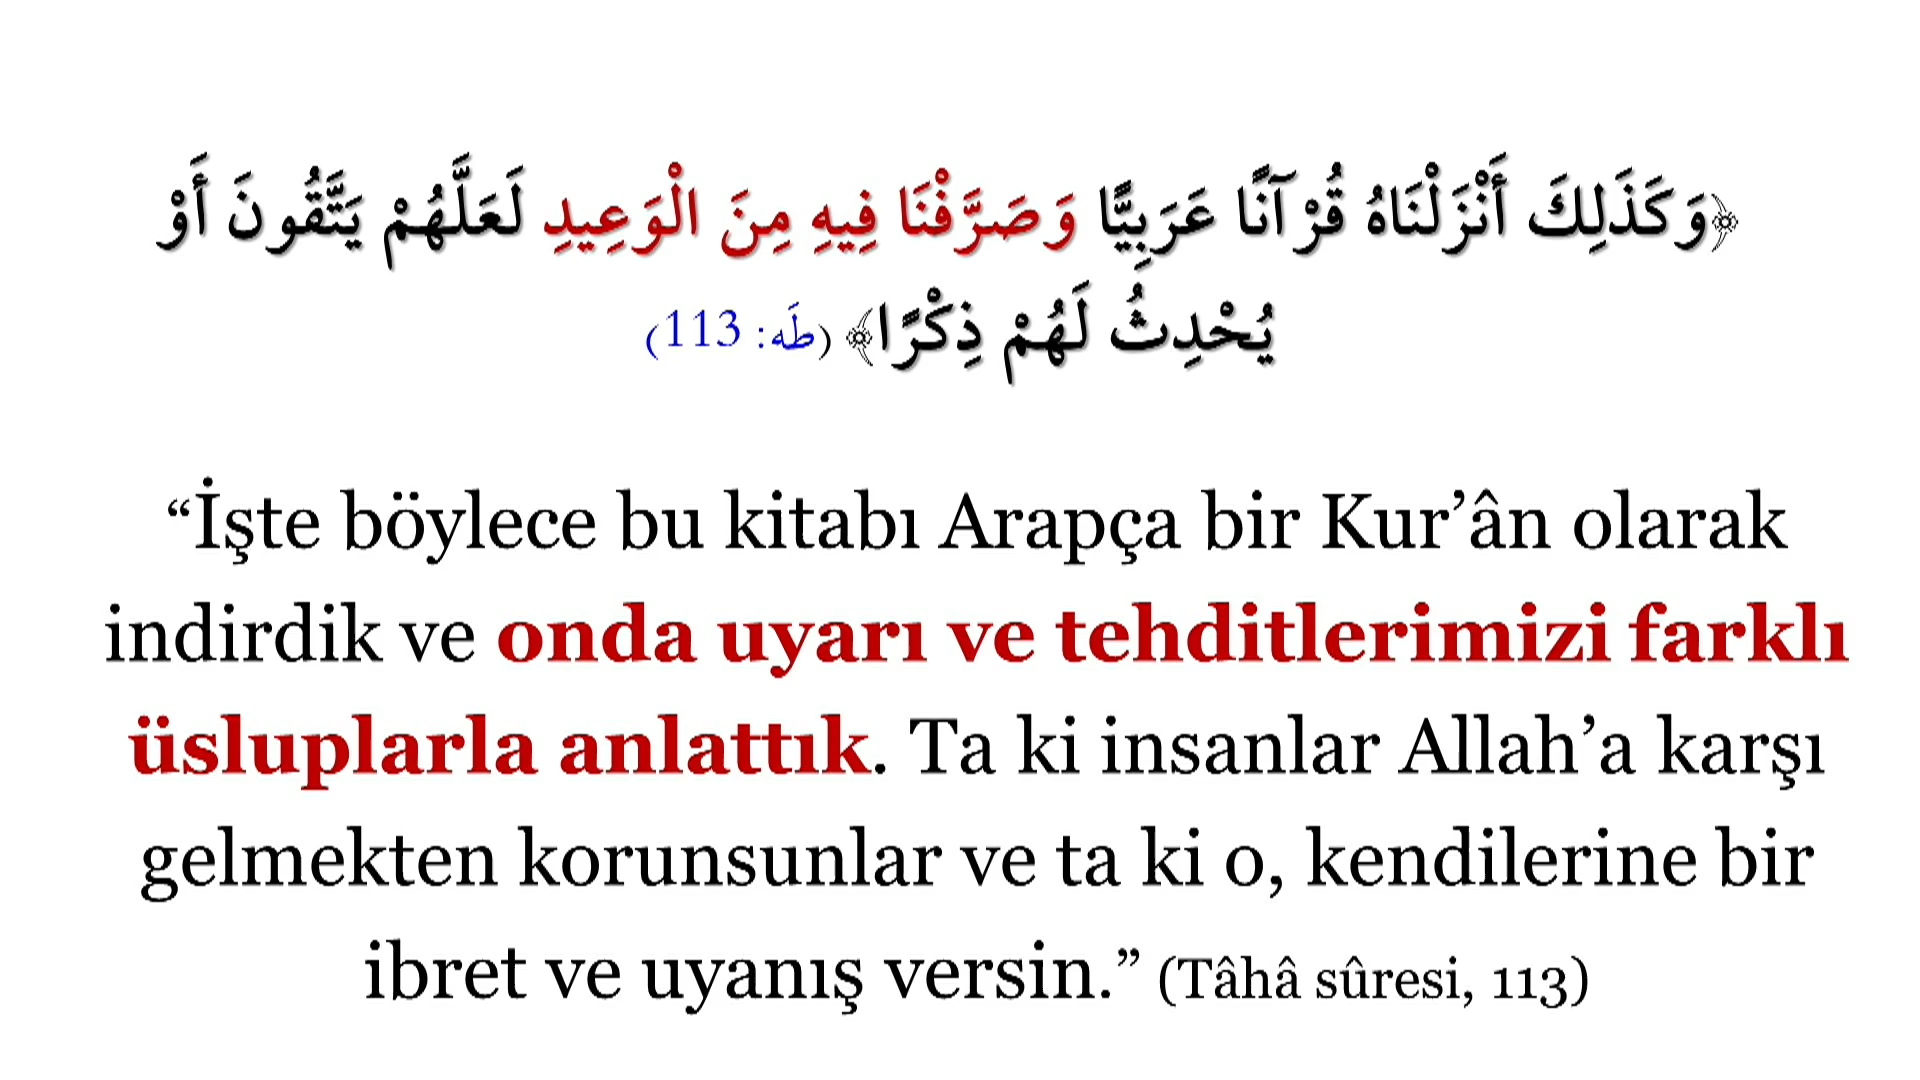 ﴿وَكَذَلِكَ أَنْزَلْنَاهُ قُرْآنًا عَرَبِيًّا وَصَرَّفْنَا فِيهِ مِنَ الْوَعِيدِ لَعَلَّهُمْ يَتَّقُونَ أَوْ
يُحْدِثُ لَهُمْ ذِكْرًا﴾ (طَه: 113)
“İşte böylece bu kitabı Arapça bir Kur’ân olarak
indirdik ve onda uyarı ve tehditlerimizi farklı
üsluplarla anlattık. Ta ki insanlar Allah’a karşı
gelmekten korunsunlar ve ta ki o, kendilerine bir
ibret ve uyanış versin.” (Tâhâ sûresi, 113)